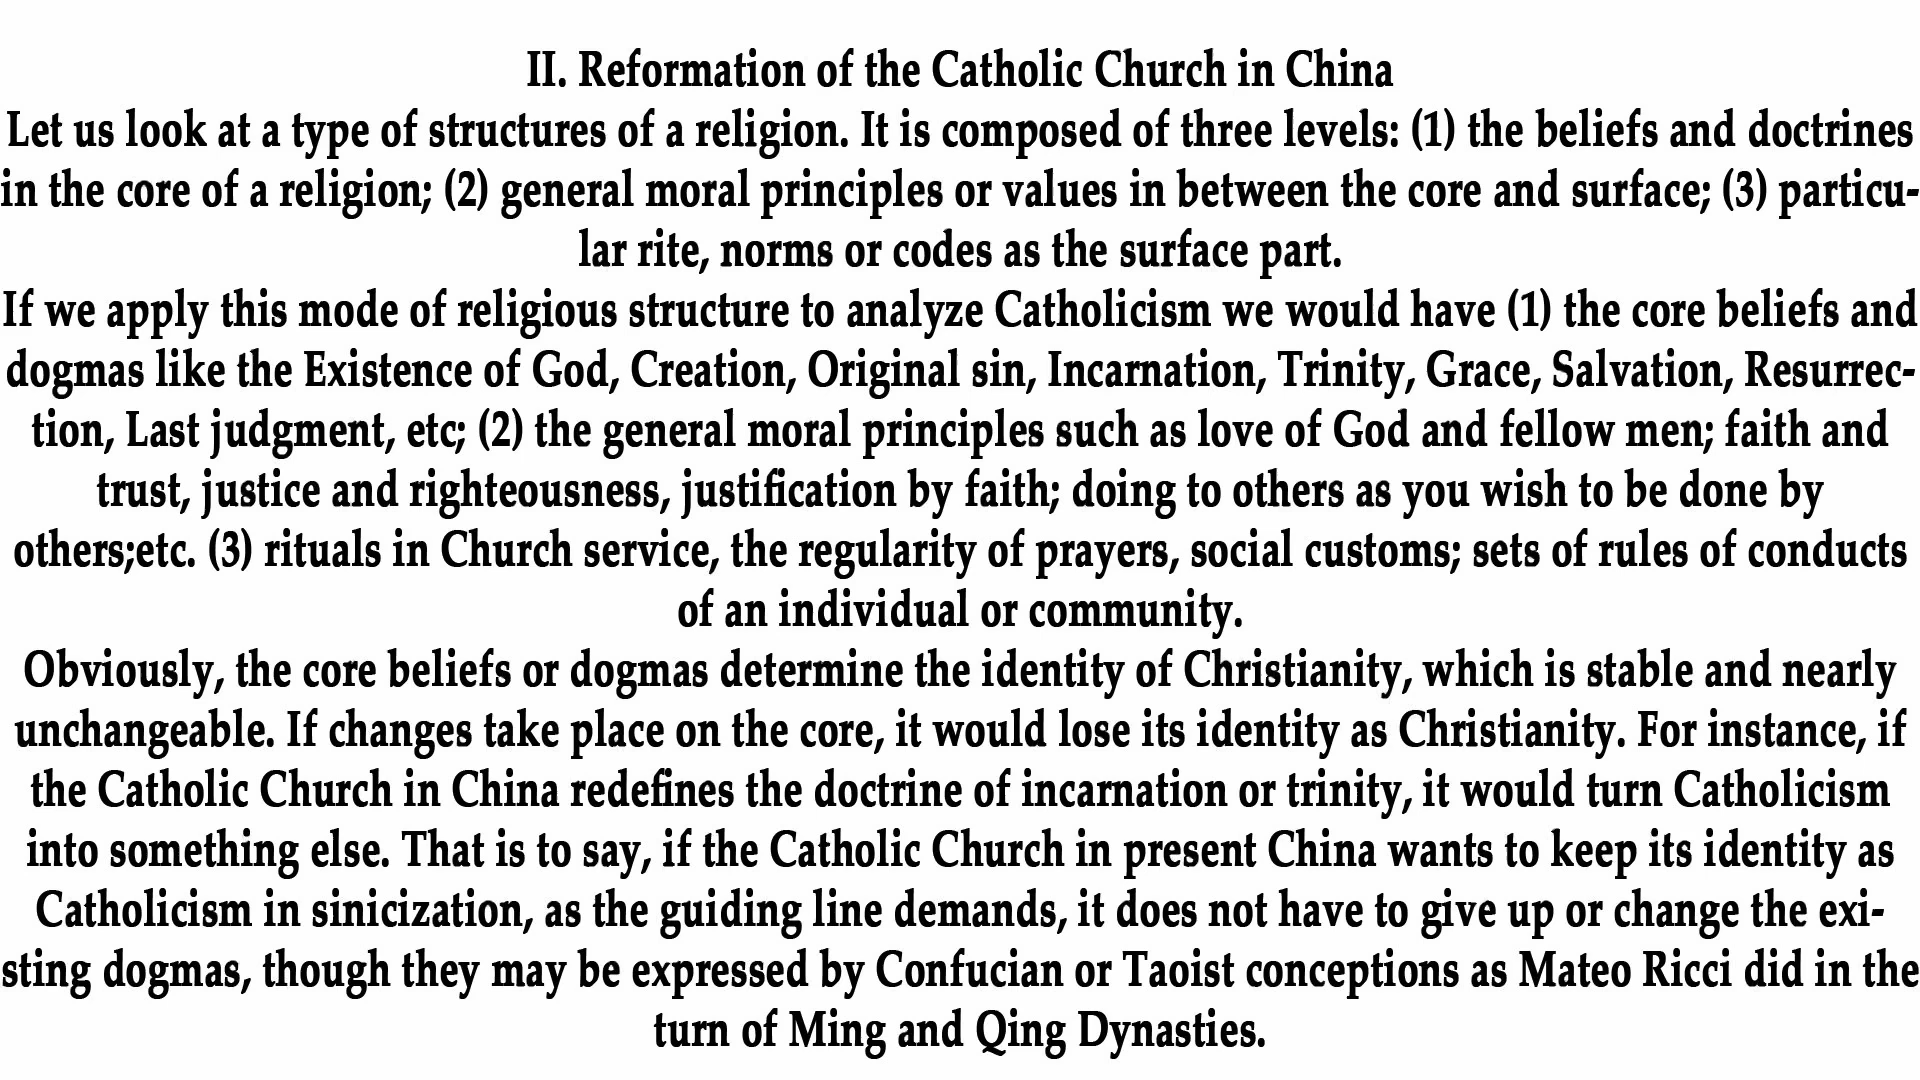 II. Reformation of the Catholic Church in China
Let us look at a type of structures of a religion. It is composed of three levels: (1) the beliefs and doctrines
in the core of a religion; (2) general moral principles or values in between the core and surface; (3) particu-
lar rite, norms or codes as the surface part.
If we apply this mode of religious structure to analyze Catholicism we would have (1) the core beliefs and
dogmas like the Existence of God, Creation, Original sin, Incarnation, Trinity, Grace, Salvation, Resurrec-
tion, Last judgment, etc; (2) the general moral principles such as love of God and fellow men; faith and
trust, justice and righteousness, justification by faith; doing to others as you wish to be done by
others;etc. (3) rituals in Church service, the regularity of prayers, social customs; sets of rules of conducts
of an individual or community.
Obviously, the core beliefs or dogmas determine the identity of Christianity, which is stable and nearly
unchangeable. If changes take place on the core, it would lose its identity as Christianity. For instance, if
the Catholic Church in China redefines the doctrine of incarnation or trinity, it would turn Catholicism
into something else. That is to say, if the Catholic Church in present China wants to keep its identity as
Catholicism in sinicization, as the guiding line demands, it does not have to give up or change the exi-
sting dogmas, though they may be expressed by Confucian or Taoist conceptions as Mateo Ricci did in the
turn of Ming and Qing Dynasties.